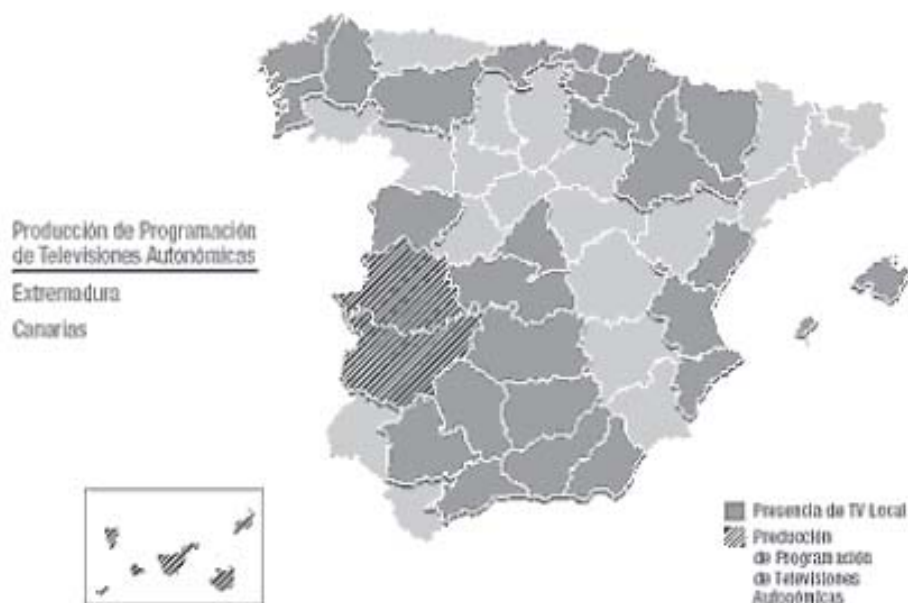 Producción de Programación
de Televisiones Autonómicas
Extremadura
Canarias
Presencia de TV Local
Producción
de Programación
de Televisiones
Autonómicas